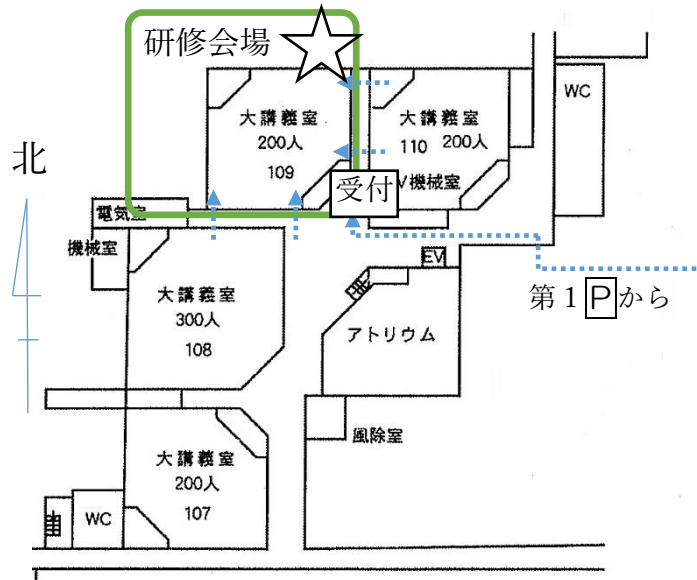 研修会場
大講義室
200人
109
大講義室
110 200人
V機械室
WC
受付
北
電気室
機械室
大講義室
300人
108
EV
第１Ｐから
アトリウム
風除室
大講義室
200人
107
WC